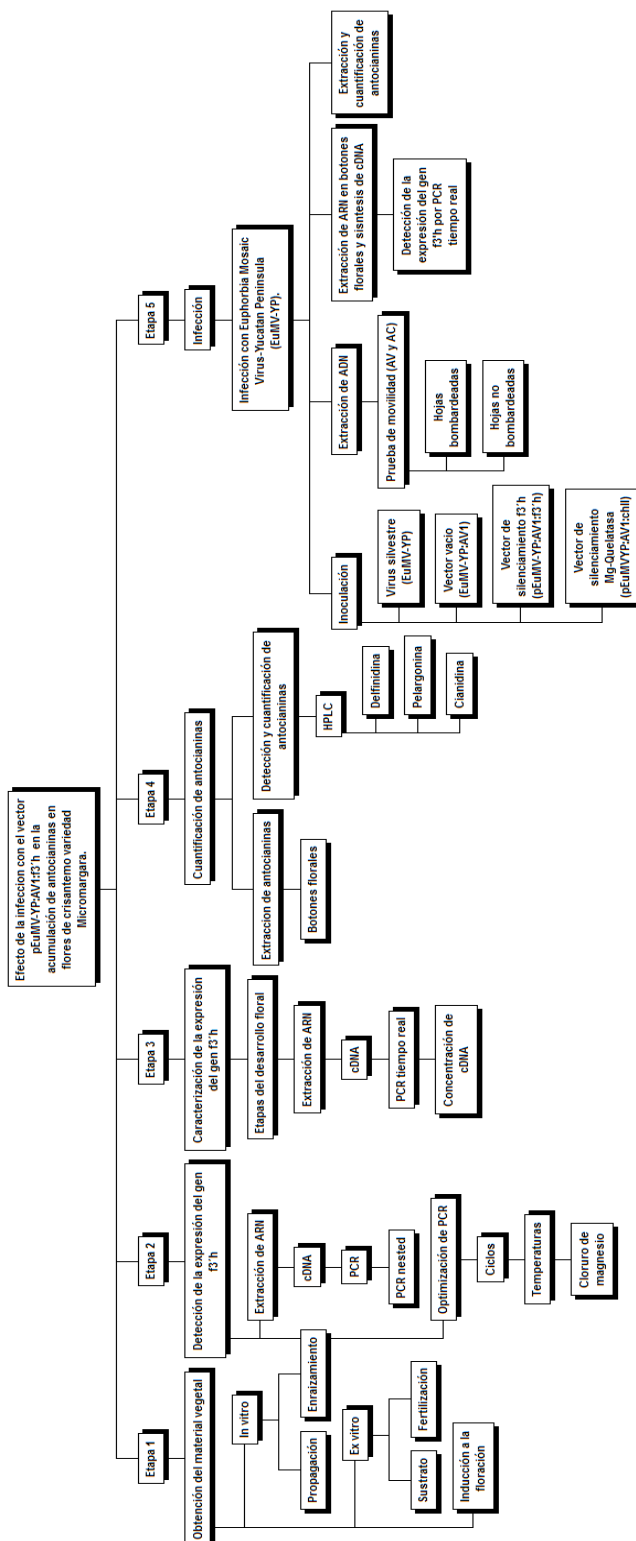 Efecto de la infeccion con el vector
pEuMV-YP:AV1:f3´h en la
acumulación de antocianinas en
flores de crisantemo variedad
Micromargara.
Etapa 1
Obtención del material vegetal
In vitro
Propagación
Enraizamiento
Ex vitro
Sustrato
Fertilización
Inducción a la
floración
Etapa 2
Detección de la expresión del gen
f3´h
Extracción de ARN
cDNA
PCR
PCR nested
Optimización de PCR
Ciclos
Temperaturas
Cloruro de
magnesio
Etapa 3
Caracterización de la expresión
del gen f3´h
Etapas del desarrollo floral
Extracción de ARN
cDNA
PCR tiempo real
Concentración de
cDNA
Etapa 4
Cuantificación de antocianinas
Extraccion de antocianinas
Botones florales
Detección y cuantificación de
antocianinas
HPLC
Delfinidina
Pelargonina
Cianidina
Etapa 5
Infección
Infección con Euphorbia Mosaic
Virus-Yucatan Peninsula
(EuMV-YP).
Inoculación
Virus silvestre
(EuMV-YP)
Vector vacio
(EuMV-YP:AV1)
Vector de
silenciamiento f3´h
(pEuMV-YP:AV1:f3´h)
Vector de
silenciamiento
Mg-Quelatasa
(pEuMVYP:AV1:chlI)
Extracción de ADN
Prueba de movilidad (AV y AC)
Hojas
bombardeadas
Hojas no
bombardeadas
Extracción de ARN en botones
florales y sisntesis de cDNA
Detección de la
expresión del gen
f3´h por PCR
tiempo real
Extracción y
cuantificación de
antocianinas